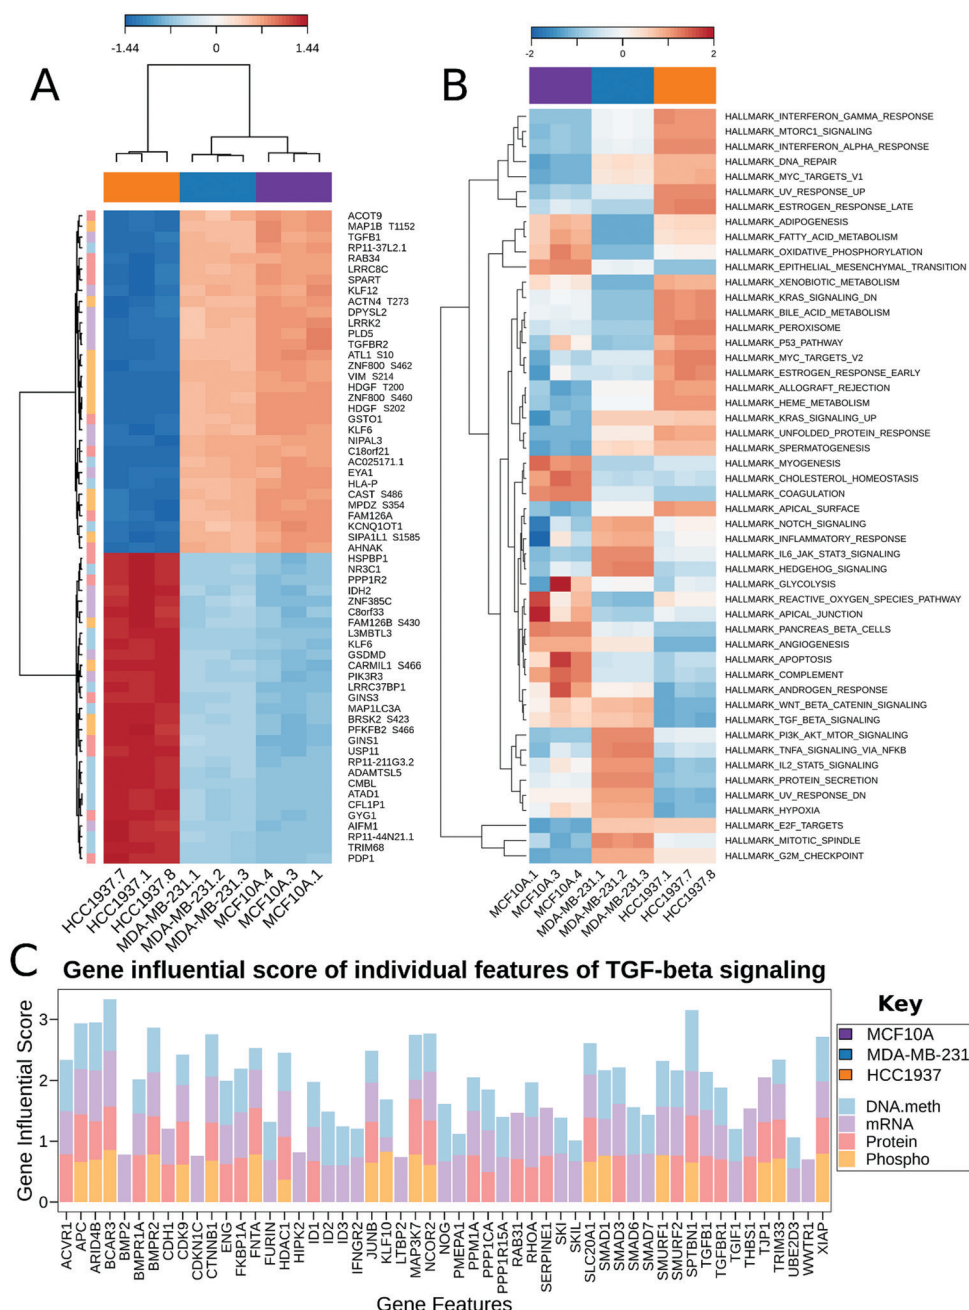 -1.44 0 1.44
A
ACOT9
MAP1B T1152
TGFB1
RP11-37L2.1
RAB34
LRRC8C
SPART
KLF12
ACTN4 T273
DPYSL2
LRRK2
PLD5
TGFBR2
ATL1 S10
ZNF800 S462
VIM S214
HDGF T200
ZNF800 S460
HDGF S202
GSTO1
KLF6
NIPAL3
C18orf21
AC025171.1
EYA1
HLA-P
CAST S486
MPDZ S354
FAM126A
KCNQ1OT1
SIPA1L1 S1585
AHNAK
HSPBP1
NR3C1
PPP1R2
IDH2
ZNF385C
C8orf33
FAM126B S430
L3MBTL3
KLF6
GSDMD
CARMIL1 S466
PIK3R3
LRRC37BP1
GINS3
MAP1LC3A
BRSK2 S423
PFKFB2 S466
GINS1
USP11
RP11-211G3.2
ADAMTSL5
CMBL
ATAD1
CFL1P1
GYG1
AIFM1
RP11-44N21.1
TRIM68
PDP1
HCC1937.7
HCC1937.1
HCC1937.8
MDA-MB-231.1
MDA-MB-231.2
MDA-MB-231.3
MCF10A.4
MCF10A.3
MCF10A.1
-2 0 2
B
HALLMARK_INTERFERON_GAMMA_RESPONSE
HALLMARK_MTORC1_SIGNALING
HALLMARK_INTERFERON_ALPHA_RESPONSE
HALLMARK_DNA_REPAIR
HALLMARK_MYC_TARGETS_V1
HALLMARK_UV_RESPONSE_UP
HALLMARK_ESTROGEN_RESPONSE_LATE
HALLMARK_ADIPOGENESIS
HALLMARK_FATTY_ACID_METABOLISM
HALLMARK_OXIDATIVE_PHOSPHORYLATION
HALLMARK_EPITHELIAL_MESENCHYMAL_TRANSITION
HALLMARK_XENOBIOTIC_METABOLISM
HALLMARK_KRAS_SIGNALING_DN
HALLMARK_BILE_ACID_METABOLISM
HALLMARK_PEROXISOME
HALLMARK_P53_PATHWAY
HALLMARK_MYC_TARGETS_V2
HALLMARK_ESTROGEN_RESPONSE_EARLY
HALLMARK_ALLOGRAFT_REJECTION
HALLMARK_HEME_METABOLISM
HALLMARK_KRAS_SIGNALING_UP
HALLMARK_UNFOLDED_PROTEIN_RESPONSE
HALLMARK_SPERMATOGENESIS
HALLMARK_MYOGENESIS
HALLMARK_CHOLESTEROL_HOMEOSTASIS
HALLMARK_COAGULATION
HALLMARK_APICAL_SURFACE
HALLMARK_NOTCH_SIGNALING
HALLMARK_INFLAMMATORY_RESPONSE
HALLMARK_IL6_JAK_STAT3_SIGNALING
HALLMARK_HEDGEHOG_SIGNALING
HALLMARK_GLYCOLYSIS
HALLMARK_REACTIVE_OXYGEN_SPECIES_PATHWAY
HALLMARK_APICAL_JUNCTION
HALLMARK_PANCREAS_BETA_CELLS
HALLMARK_ANGIOGENESIS
HALLMARK_APOPTOSIS
HALLMARK_COMPLEMENT
HALLMARK_ANDROGEN_RESPONSE
HALLMARK_WNT_BETA_CATENIN_SIGNALING
HALLMARK_TGF_BETA_SIGNALING
HALLMARK_PI3K_AKT_MTOR_SIGNALING
HALLMARK_TNFA_SIGNALING_VIA_NFKB
HALLMARK_IL2_STAT5_SIGNALING
HALLMARK_PROTEIN_SECRETION
HALLMARK_UV_RESPONSE_DN
HALLMARK_HYPOXIA
HALLMARK_E2F_TARGETS
HALLMARK_MITOTIC_SPINDLE
HALLMARK_G2M_CHECKPOINT
MCF10A.1
MCF10A.3
MCF10A.4
MDA-MB-231.1
MDA-MB-231.2
MDA-MB-231.3
HCC1937.1
HCC1937.7
HCC1937.8
C
Gene influential score of individual features of TGF-beta signaling
Gene Influential Score
3
2
1
0
ACVR1
APC
ARID4B
BCAR3
BMP2
BMPR1A
BMPR2
CDH1
CDK9
CDKN1C
CTNNB1
ENG
FKBP1A
FNTA
FURIN
HDAC1
HIPK2
ID1
ID2
ID3
IFNGR2
JUNB
KLF10
LTBP2
MAP3K7
NCOR2
NOG
PMEPA1
PPM1A
PPP1CA
PPP1R15A
RAB31
RHOA
SERPINE1
SKI
SKIL
SLC20A1
SMAD1
SMAD3
SMAD6
SMAD7
SMURF1
SMURF2
SPTBN1
TGFB1
TGFBR1
TGIF1
THBS1
TJP1
TRIM33
UBE2D3
WWTR1
XIAP
Gene Features
Key
MCF10A
MDA-MB-231
HCC1937
DNA.meth
mRNA
Protein
Phospho